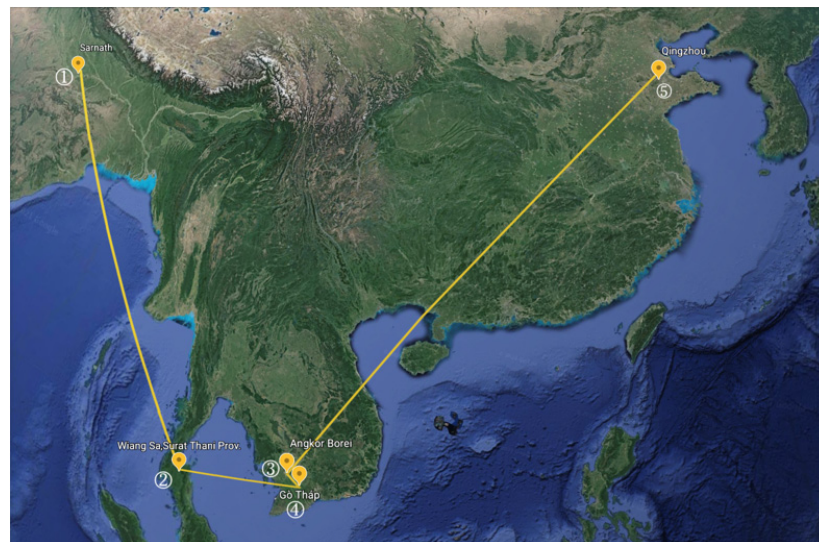 Sarnath
①
Qingzhou
⑤
Wiang Sa,Surat Thani Prov.
②
Angkor Borei
③
Gò Tháp
④